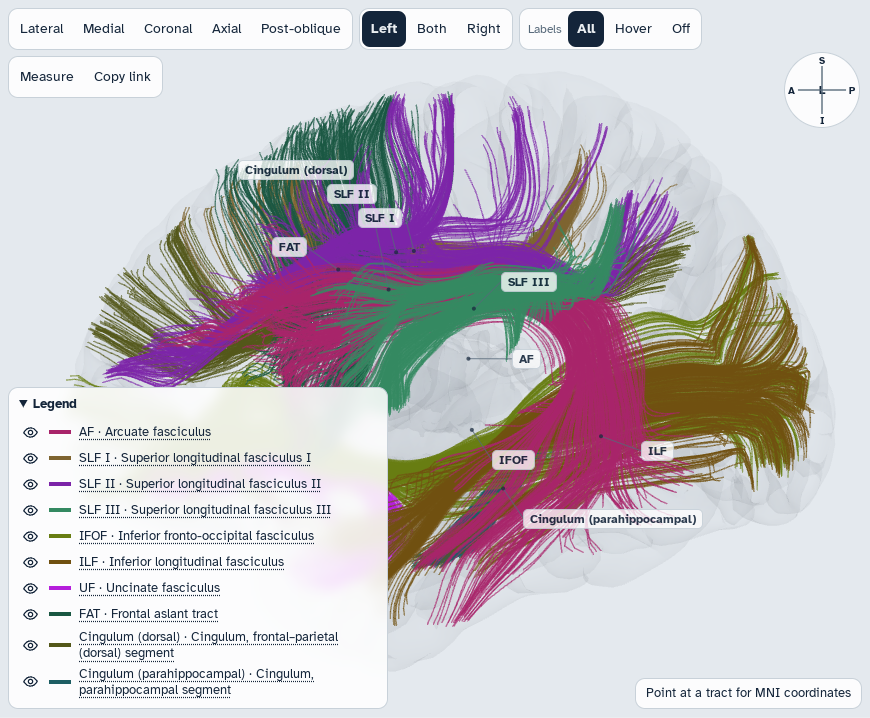 Lateral Medial Coronal Axial Post-oblique Left Both Right Labels All Hover Off
Measure Copy link
S
A L P
I
Cingulum (dorsal)
SLF II
SLF I
FAT
SLF III
AF
IFOF
ILF
Cingulum (parahippocampal)
▼ Legend
AF · Arcuate fasciculus
SLF I · Superior longitudinal fasciculus I
SLF II · Superior longitudinal fasciculus II
SLF III · Superior longitudinal fasciculus III
IFOF · Inferior fronto-occipital fasciculus
ILF · Inferior longitudinal fasciculus
UF · Uncinate fasciculus
FAT · Frontal aslant tract
Cingulum (dorsal) · Cingulum, frontal–parietal
(dorsal) segment
Cingulum (parahippocampal) · Cingulum,
parahippocampal segment
Point at a tract for MNI coordinates